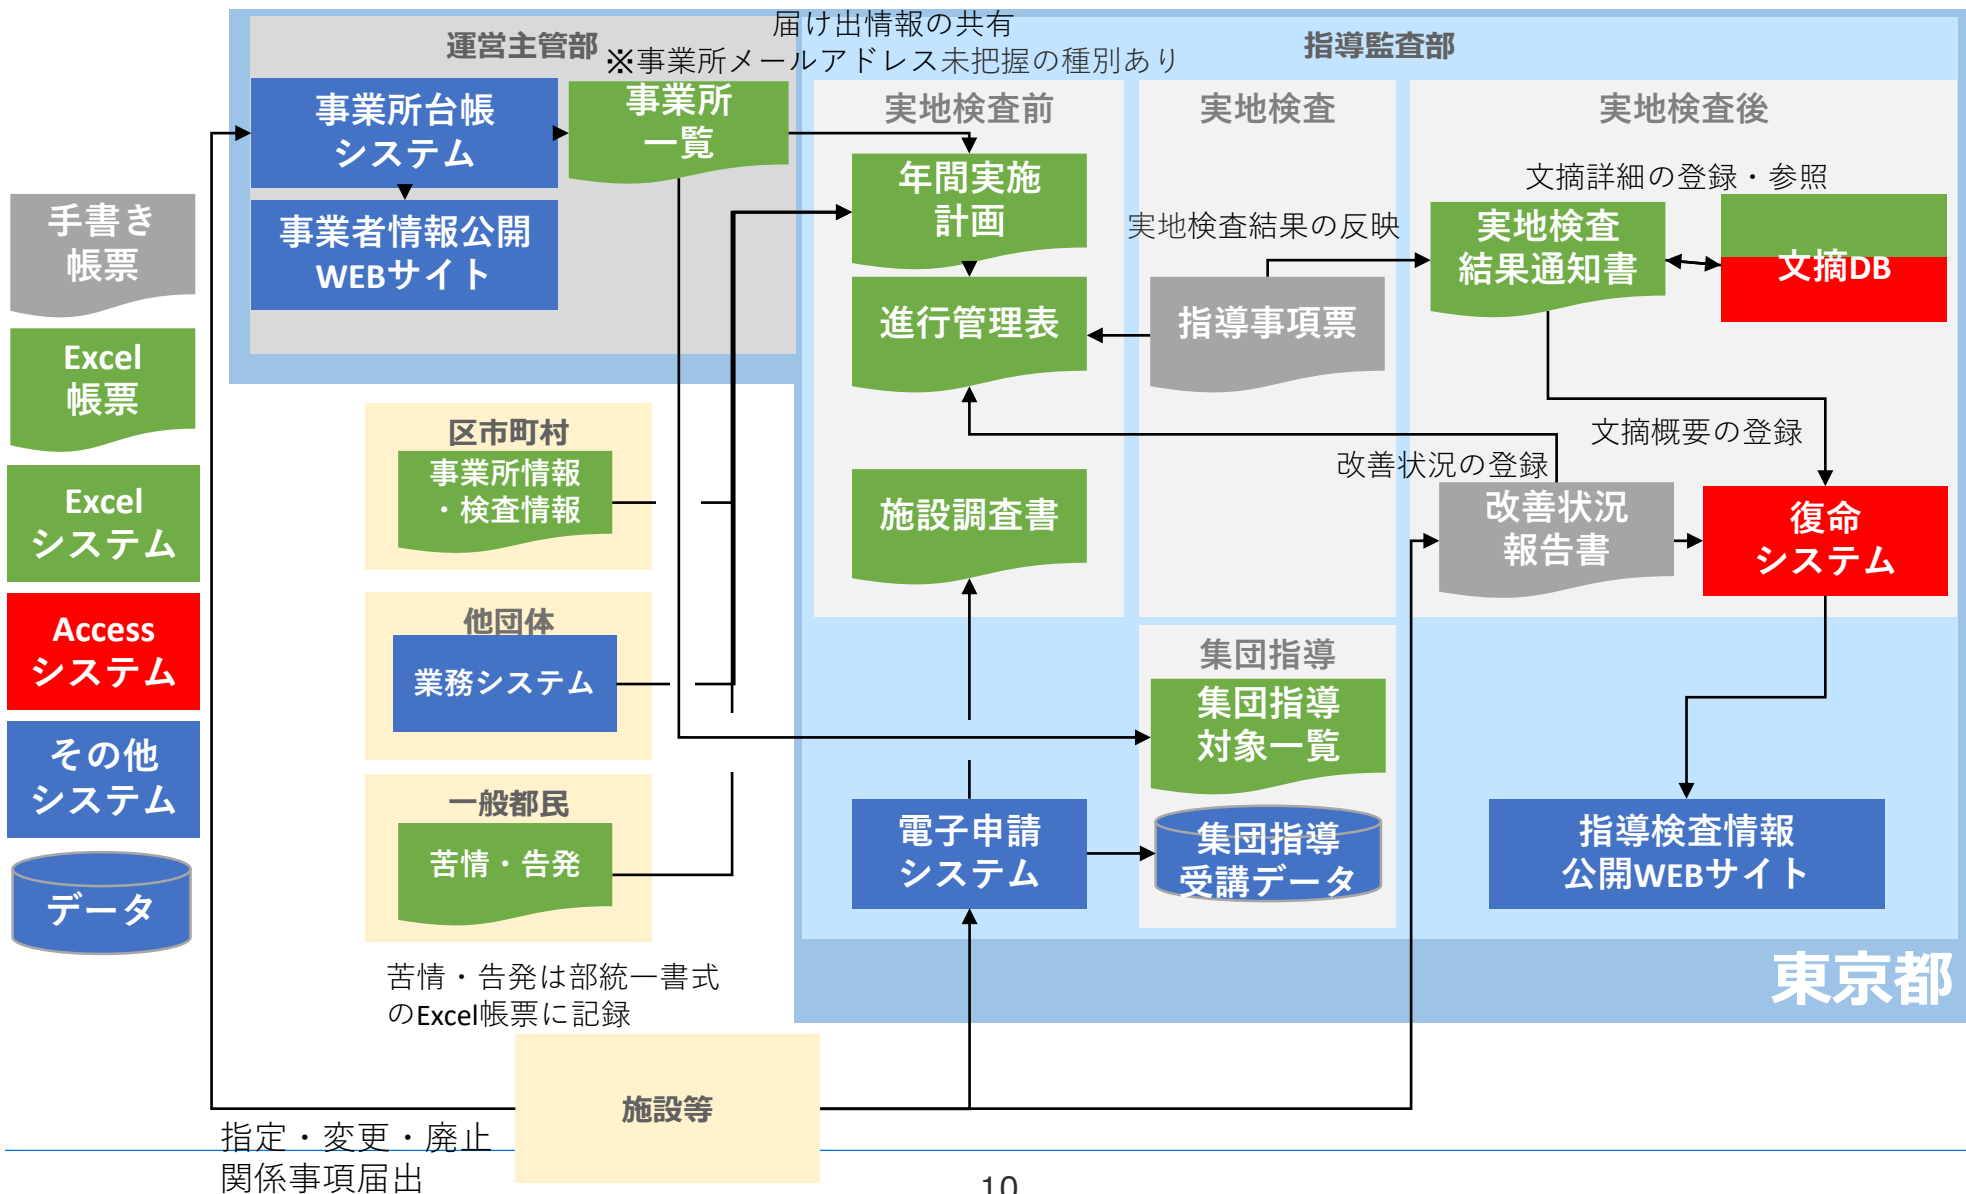 届け出情報の共有
※事業所メールアドレス未把握の種別あり
運営主管部
指導監査部
事業所台帳
システム
事業所
一覧
事業者情報公開
WEBサイト
実地検査前
実地検査
実地検査後
年間実施
計画
進行管理表
施設調査書
電子申請
システム
実地検査結果の反映
指導事項票
文摘詳細の登録・参照
実地検査
結果通知書
文摘DB
文摘概要の登録
改善状況の登録
改善状況
報告書
復命
システム
集団指導
集団指導
対象一覧
集団指導
受講データ
指導検査情報
公開WEBサイト
東京都
手書き
帳票
Excel
帳票
Excel
システム
Access
システム
その他
システム
データ
区市町村
事業所情報
・検査情報
他団体
業務システム
一般都民
苦情・告発
苦情・告発は部統一書式
のExcel帳票に記録
施設等
指定・変更・廃止
関係事項届出
10